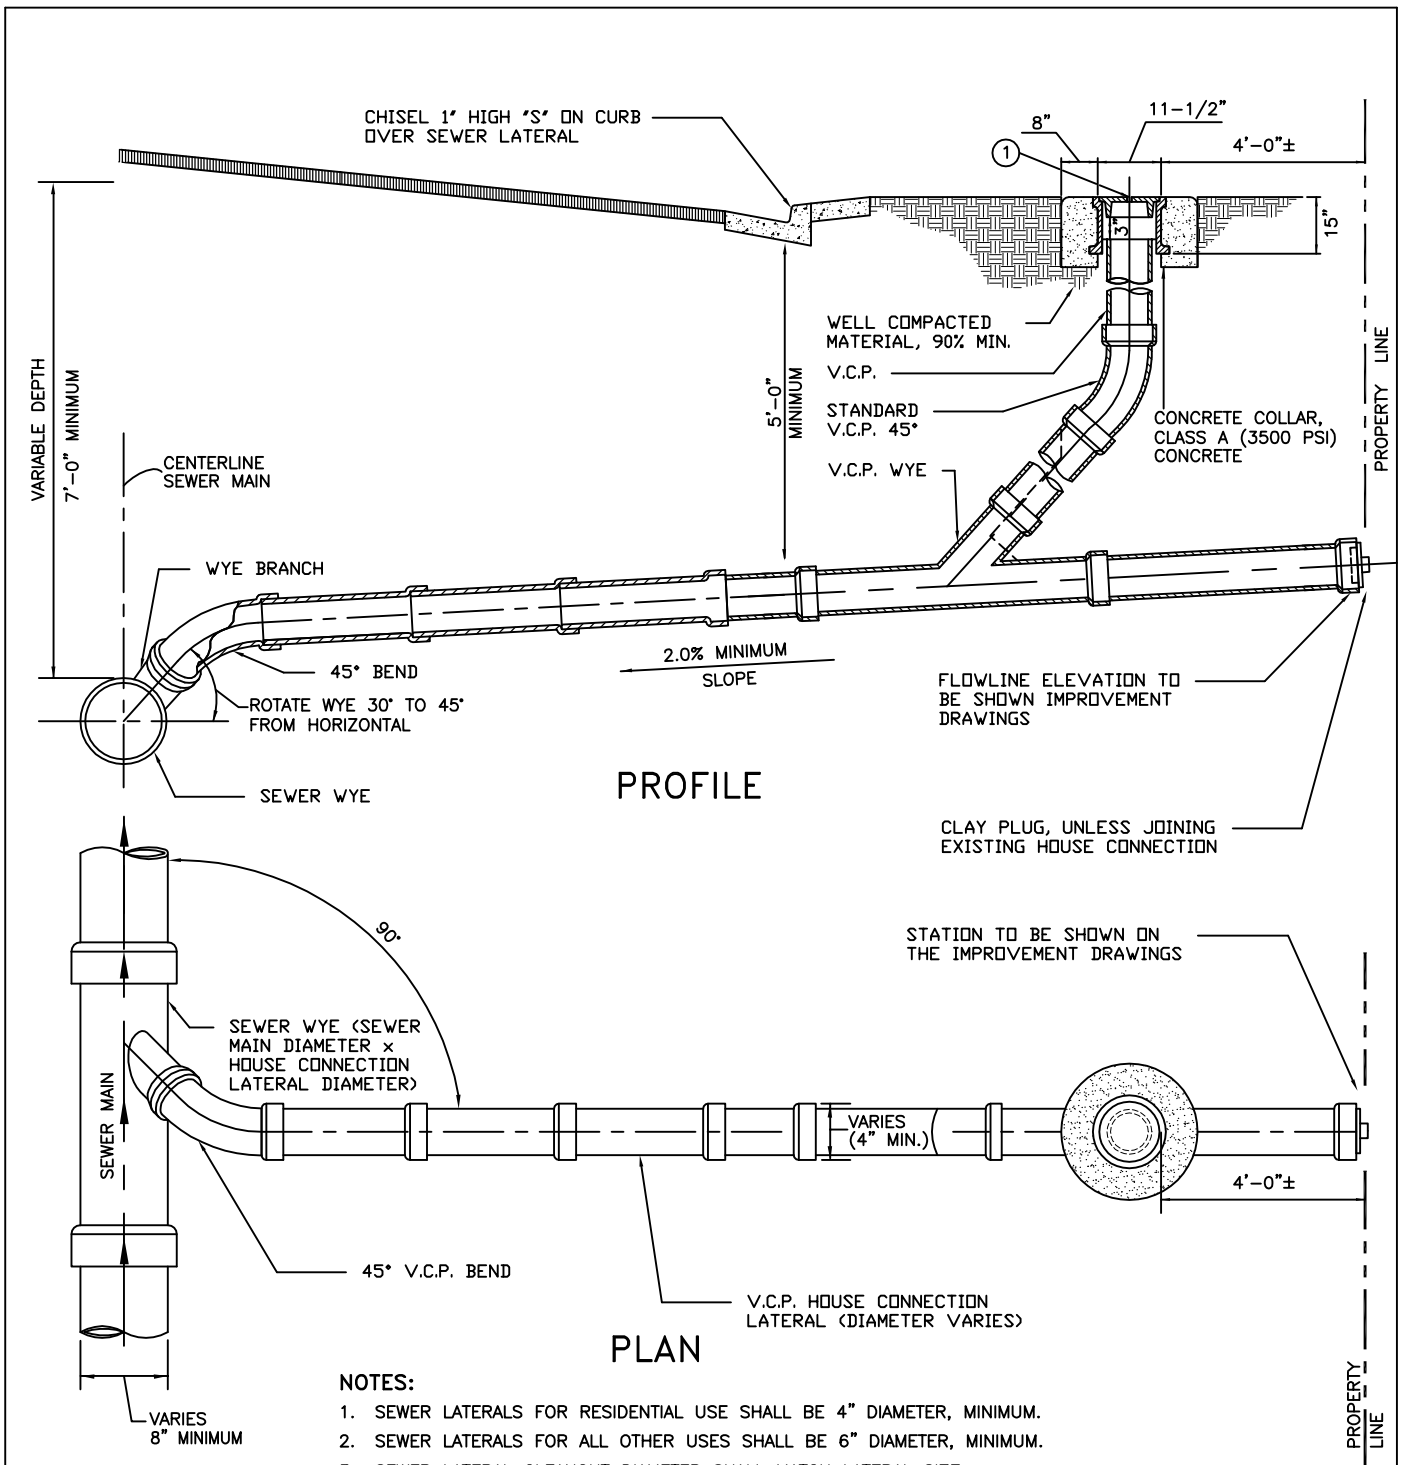 CHISEL 1" HIGH "S" ON CURB
OVER SEWER LATERAL
11-1/2"
8"
1
4'-0"±
3"
15"
WELL COMPACTED
MATERIAL, 90% MIN.
V.C.P.
STANDARD
V.C.P. 45°
V.C.P. WYE
CONCRETE COLLAR,
CLASS A (3500 PSI)
CONCRETE
PROPERTY LINE
5'-0"
MINIMUM
VARIABLE DEPTH
7'-0" MINIMUM
CENTERLINE
SEWER MAIN
WYE BRANCH
45° BEND
ROTATE WYE 30° TO 45°
FROM HORIZONTAL
SEWER WYE
2.0% MINIMUM
SLOPE
FLOWLINE ELEVATION TO
BE SHOWN IMPROVEMENT
DRAWINGS
PROFILE
CLAY PLUG, UNLESS JOINING
EXISTING HOUSE CONNECTION
90°
STATION TO BE SHOWN ON
THE IMPROVEMENT DRAWINGS
SEWER WYE (SEWER
MAIN DIAMETER x
HOUSE CONNECTION
LATERAL DIAMETER)
SEWER MAIN
VARIES
(4" MIN.)
4'-0"±
45° V.C.P. BEND
V.C.P. HOUSE CONNECTION
LATERAL (DIAMETER VARIES)
PLAN
PROPERTY
LINE
VARIES
8" MINIMUM
NOTES:
1. SEWER LATERALS FOR RESIDENTIAL USE SHALL BE 4" DIAMETER, MINIMUM.
2. SEWER LATERALS FOR ALL OTHER USES SHALL BE 6" DIAMETER, MINIMUM.